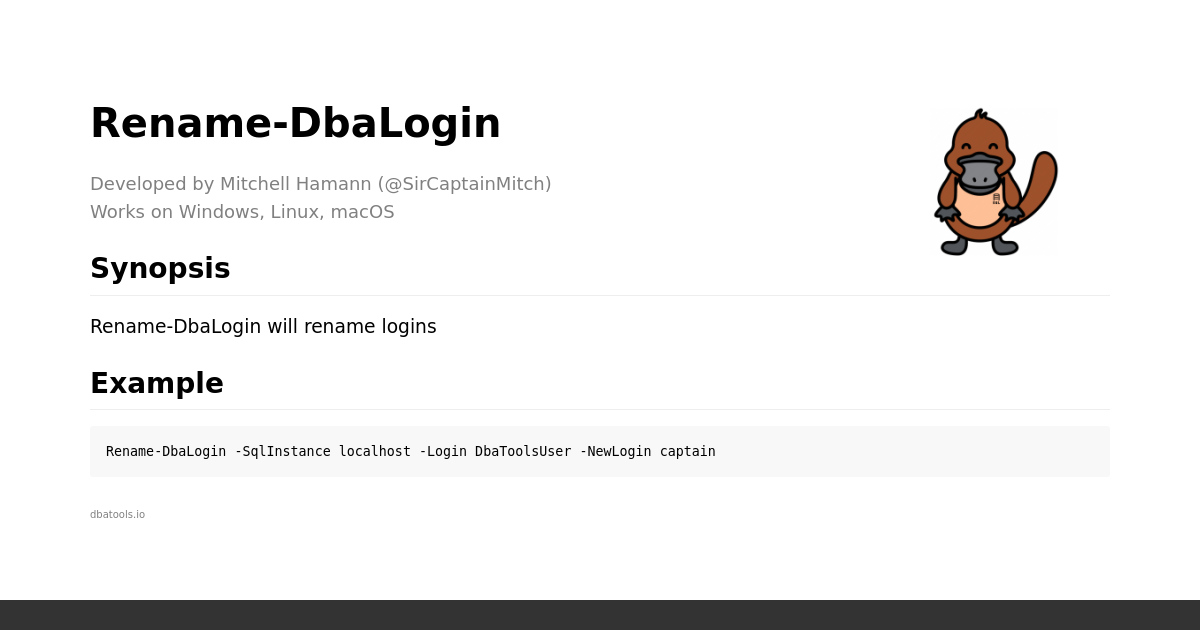 Rename-DbaLogin
Developed by Mitchell Hamann (@SirCaptainMitch)
Works on Windows, Linux, macOS
Synopsis
Rename-DbaLogin will rename logins
Example
Rename-DbaLogin -SqlInstance localhost -Login DbaToolsUser -NewLogin captain
dbatools.io